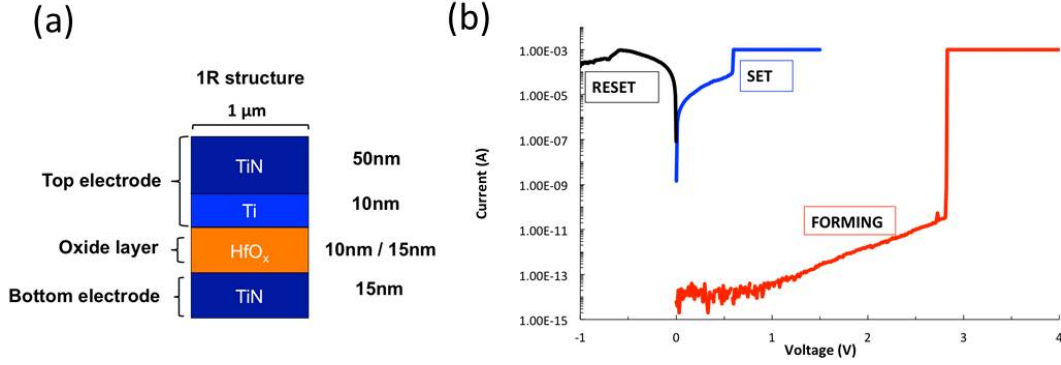 (a)
1R structure
1 µm
Top electrode
TiN
50nm
Ti
10nm
Oxide layer
HfOx
10nm / 15nm
Bottom electrode
TiN
15nm
(b)
1.00E-03
1.00E-05
1.00E-07
1.00E-09
1.00E-11
1.00E-13
1.00E-15
Current (A)
RESET
SET
FORMING
-1 0 1 2 3 4
Voltage (V)